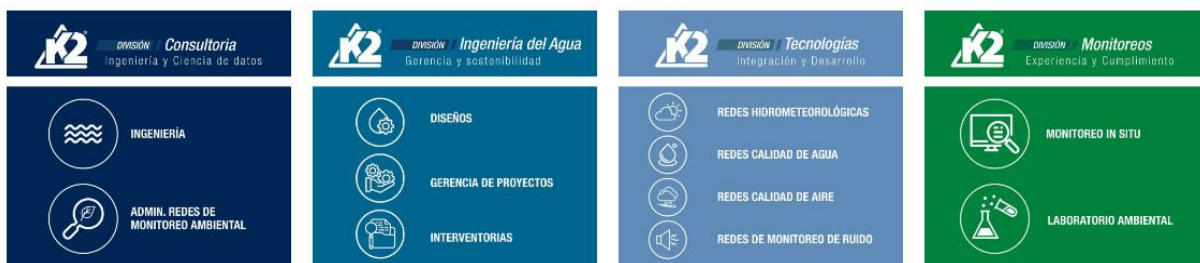 K2 DIVISIÓN // Consultoria
Ingeniería y Ciencia de datos
INGENIERÍA
ADMIN. REDES DE
MONITOREO AMBIENTAL
K2 DIVISIÓN // Ingeniería del Agua
Gerencia y sostenibilidad
DISEÑOS
GERENCIA DE PROYECTOS
INTERVENTORIAS
K2 DIVISIÓN // Tecnologías
Integración y Desarrollo
REDES HIDROMETEOROLÓGICAS
REDES CALIDAD DE AGUA
REDES CALIDAD DE AIRE
REDES DE MONITOREO DE RUIDO
K2 DIVISIÓN // Monitoreos
Experiencia y Cumplimiento
MONITOREO IN SITU
LABORATORIO AMBIENTAL